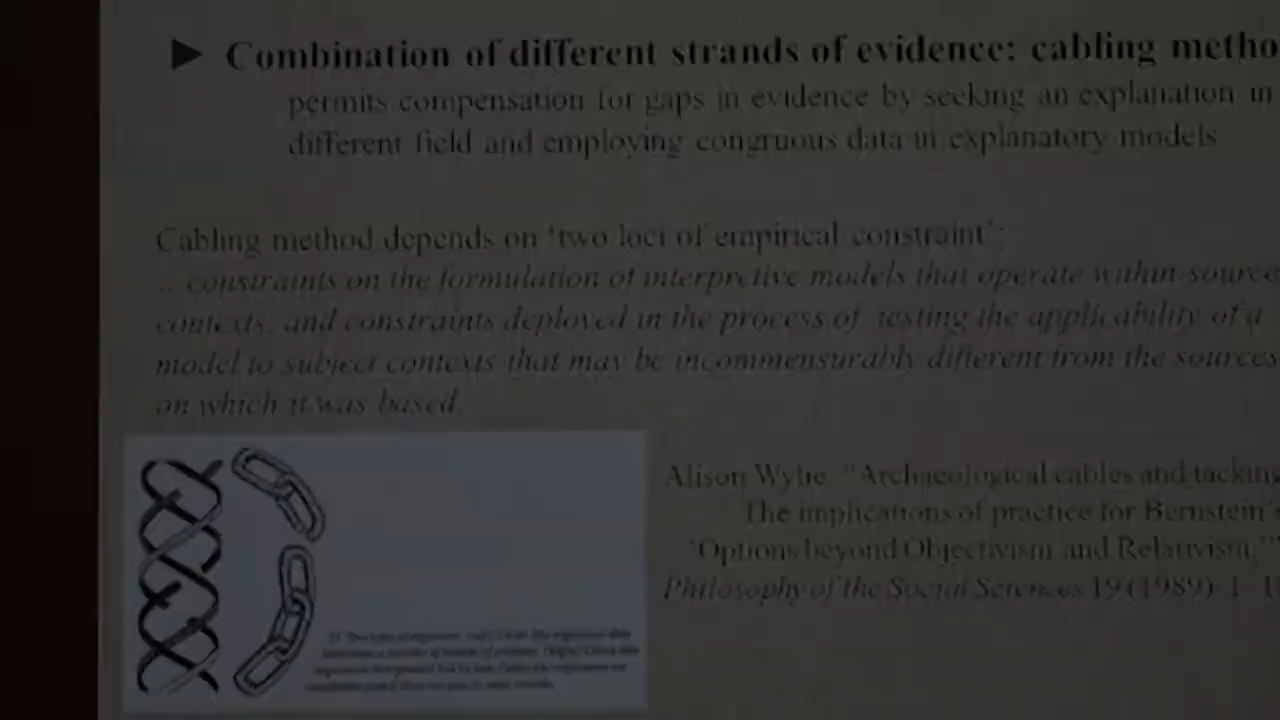 ► Combination of different strands of evidence: cabling metho
permits compensation for gaps in evidence by seeking an explanation in
different field and employing congruous data in explanatory models
Cabling method depends on 'two loci of empirical constraint':
... constraints on the formulation of interpretive models that operate within source
contexts, and constraints deployed in the process of testing the applicability of a
model to subject contexts that may be incommensurably different from the sources
on which it was based.
Alison Wylie, "Archaeological cables and tacking
The implications of practice for Bernstein's
'Options beyond Objectivism and Relativism,'"
Philosophy of the Social Sciences 19 (1989) 1-1